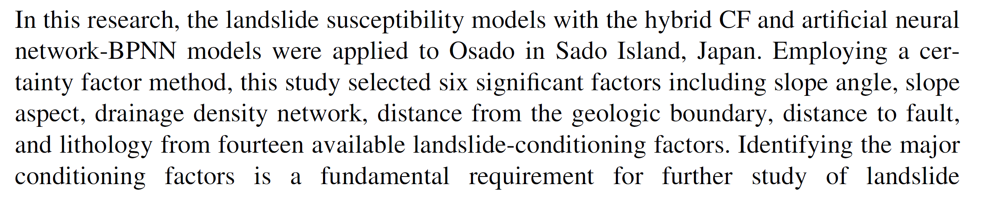 In this research, the landslide susceptibility models with the hybrid CF and artificial neural
network-BPNN models were applied to Osado in Sado Island, Japan. Employing a cer-
tainty factor method, this study selected six significant factors including slope angle, slope
aspect, drainage density network, distance from the geologic boundary, distance to fault,
and lithology from fourteen available landslide-conditioning factors. Identifying the major
conditioning factors is a fundamental requirement for further study of landslide